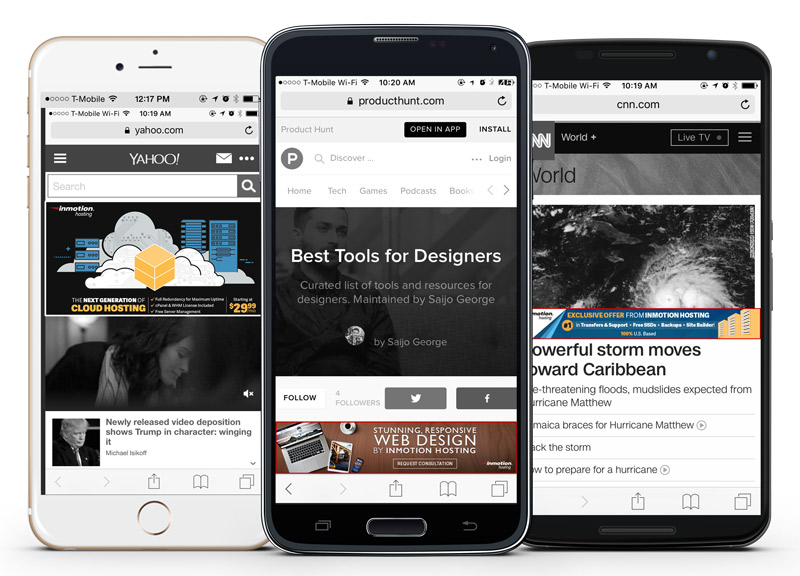 T-Mobile 12:17 PM
T-Mobile Wi-Fi 10:19 AM
yahoo.com
YAHOO!
Search
inmotion
hosting
THE NEXT GENERATION OF
CLOUD HOSTING
✓ Full Redundancy for Maximum Uptime
✓ cPanel & WHM License Included
✓ Free Server Management
Starting at
$29.99
Newly released video deposition
shows Trump in character: winging
it
Michael Isikoff
T-Mobile Wi-Fi 10:20 AM
producthunt.com
Product Hunt OPEN IN APP INSTALL
P Discover ... Login
Home Tech Games Podcasts Books
Best Tools for Designers
Curated list of tools and resources for
designers. Maintained by Saijo George
by Saijo George
FOLLOW
4
FOLLOWERS
f
STUNNING, RESPONSIVE
WEB DESIGN
BY INMOTION HOSTING
REQUEST CONSULTATION
inmotion
hosting
T-Mobile Wi-Fi 10:19 AM
cnn.com
NN World + Live TV
World
nmotion
hosting
EXCLUSIVE OFFER FROM INMOTION HOSTING
#1 in Transfers & Support • Free SSDs • Backups • Site Builder!
100% U.S. Based
owerful storm moves
oward Caribbean
e-threatening floods, mudslides expected from
urricane Matthew
maica braces for Hurricane Matthew
ack the storm
ow to prepare for a hurricane